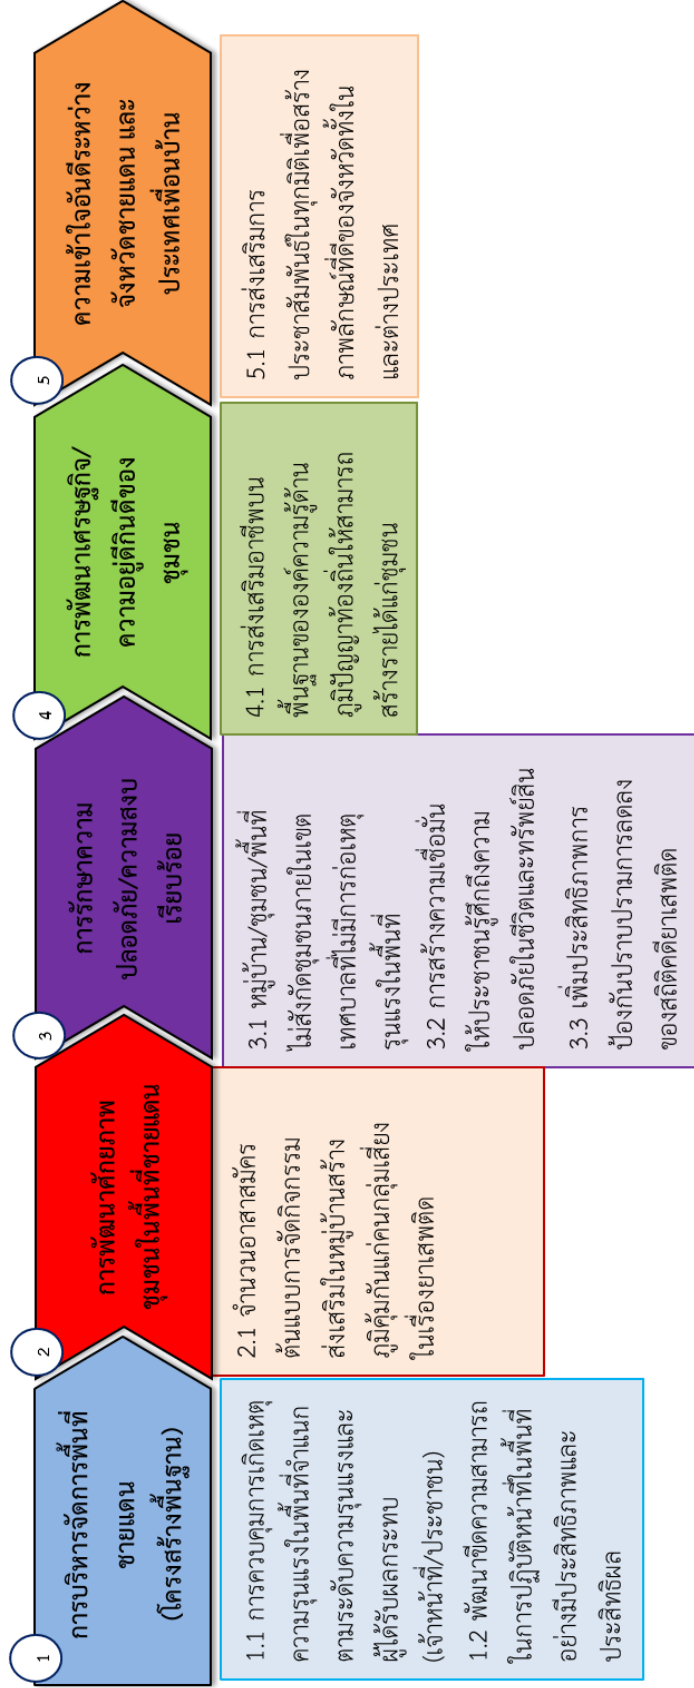 1
การบริหารจัดการพื้นที่
ชายแดน
(โครงสร้างพื้นฐาน)
1.1 การควบคุมการเกิดเหตุ
ความรุนแรงในพื้นที่จำแนก
ตามระดับความรุนแรงและ
ผู้ได้รับผลกระทบ
(เจ้าหน้าที่/ประชาชน)
1.2 พัฒนาขีดความสามารถ
ในการปฏิบัติหน้าที่ในพื้นที่
อย่างมีประสิทธิภาพและ
ประสิทธิผล
2
การพัฒนาศักยภาพ
ชุมชนในพื้นที่ชายแดน
2.1 จำนวนอาสาสมัคร
ต้นแบบการจัดกิจกรรม
ส่งเสริมในหมู่บ้านสร้าง
ภูมิคุ้มกันแก่คนกลุ่มเสี่ยง
ในเรื่องยาเสพติด
3
การรักษาความ
ปลอดภัย/ความสงบ
เรียบร้อย
3.1 หมู่บ้าน/ชุมชน/พื้นที่
ไม่สังกัดชุมชนภายในเขต
เทศบาลที่ไม่มีการก่อเหตุ
รุนแรงในพื้นที่
3.2 การสร้างความเชื่อมั่น
ให้ประชาชนรู้ศึกถึงความ
ปลอดภัยในชีวิตและทรัพย์สิน
3.3 เพิ่มประสิทธิภาพการ
ป้องกันปราบปรามการลดลง
ของสถิติคดียาเสพติด
4
การพัฒนาเศรษฐกิจ/
ความอยู่ดีกินดีของ
ชุมชน
4.1 การส่งเสริมอาชีพบน
พื้นฐานขององค์ความรู้ด้าน
ภูมิปัญญาท้องถิ่นให้สามารถ
สร้างรายได้แก่ชุมชน
5
ความเข้าใจอันดีระหว่าง
จังหวัดชายแดน และ
ประเทศเพื่อนบ้าน
5.1 การส่งเสริมการ
ประชาสัมพันธ์ในทุกมิติเพื่อสร้าง
ภาพลักษณ์ที่ดีของจังหวัดทั้งใน
และต่างประเทศ